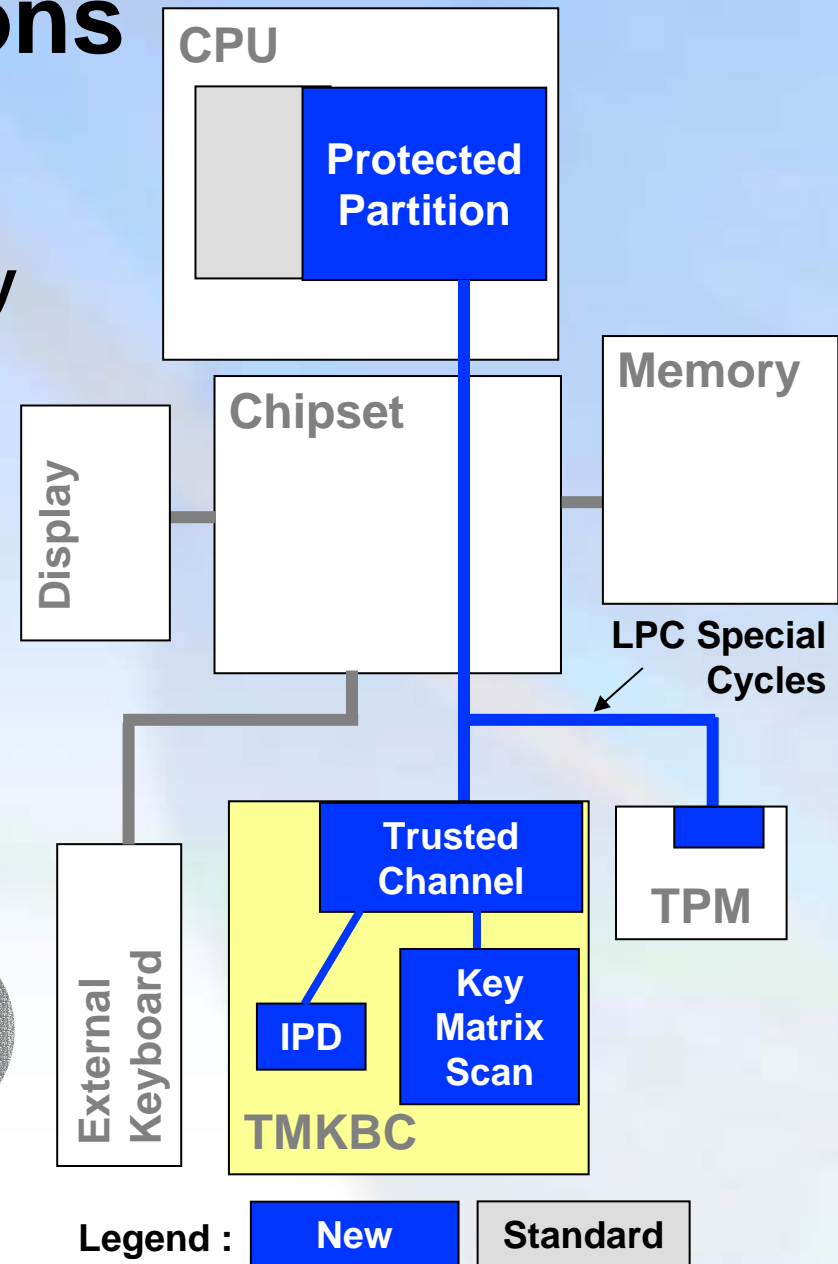 CPU
Protected
Partition
Memory
Chipset
Display
LPC Special
Cycles
Trusted
Channel
TPM
Key
Matrix
Scan
IPD
External
Keyboard
TMKBC
Legend :
New
Standard